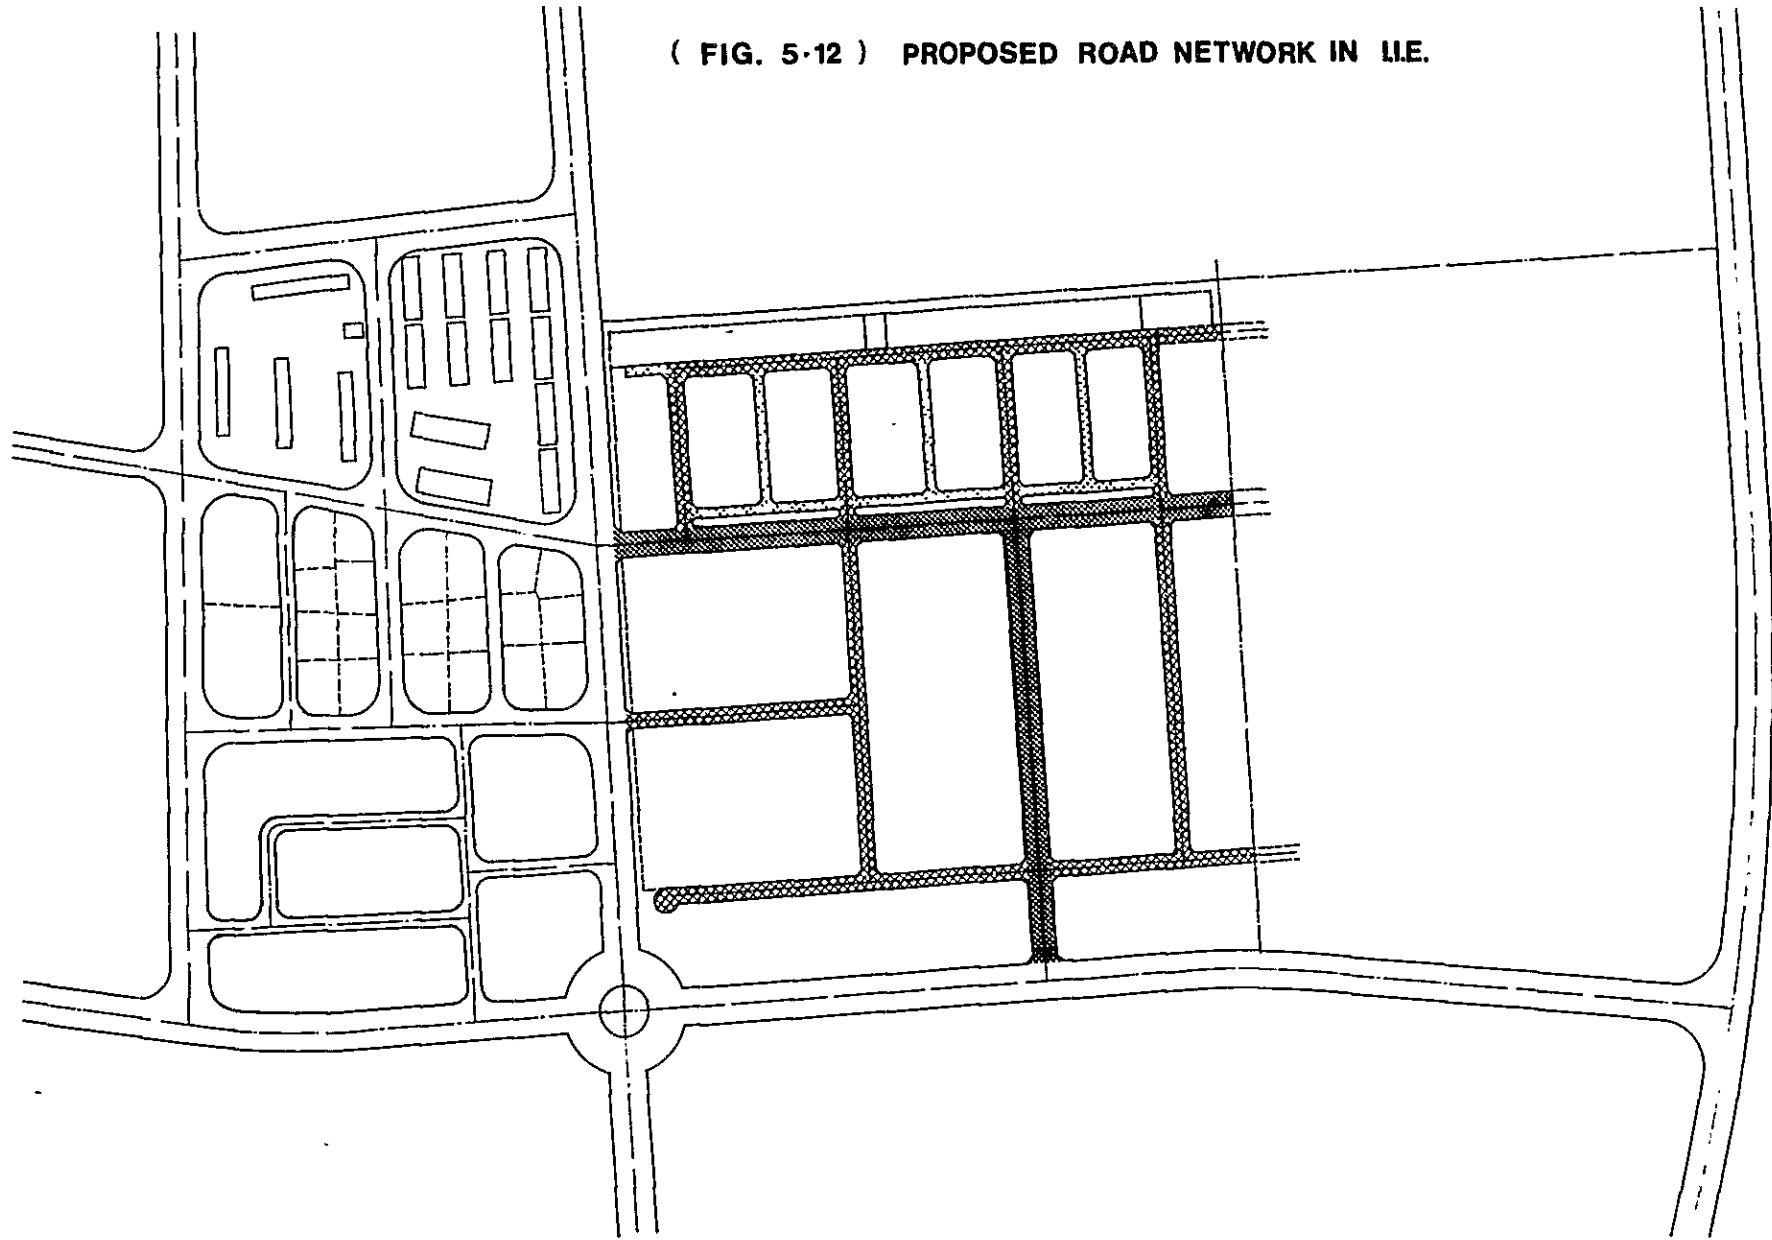 ( FIG. 5-12 ) PROPOSED ROAD NETWORK IN I.I.E.